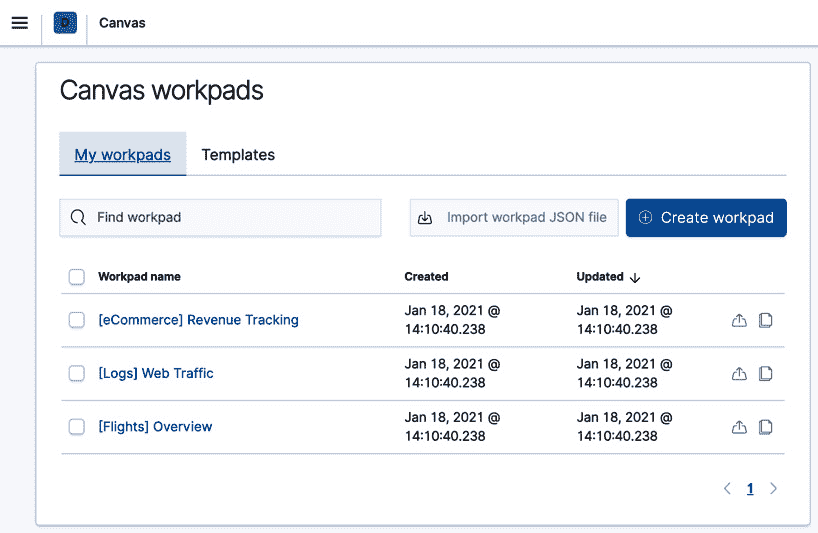 Canvas
Canvas workpads
My workpads Templates
Find workpad Import workpad JSON file Create workpad
Workpad name Created Updated
[eCommerce] Revenue Tracking Jan 18, 2021 @ 14:10:40.238 Jan 18, 2021 @ 14:10:40.238
[Logs] Web Traffic Jan 18, 2021 @ 14:10:40.238 Jan 18, 2021 @ 14:10:40.238
[Flights] Overview Jan 18, 2021 @ 14:10:40.238 Jan 18, 2021 @ 14:10:40.238
1